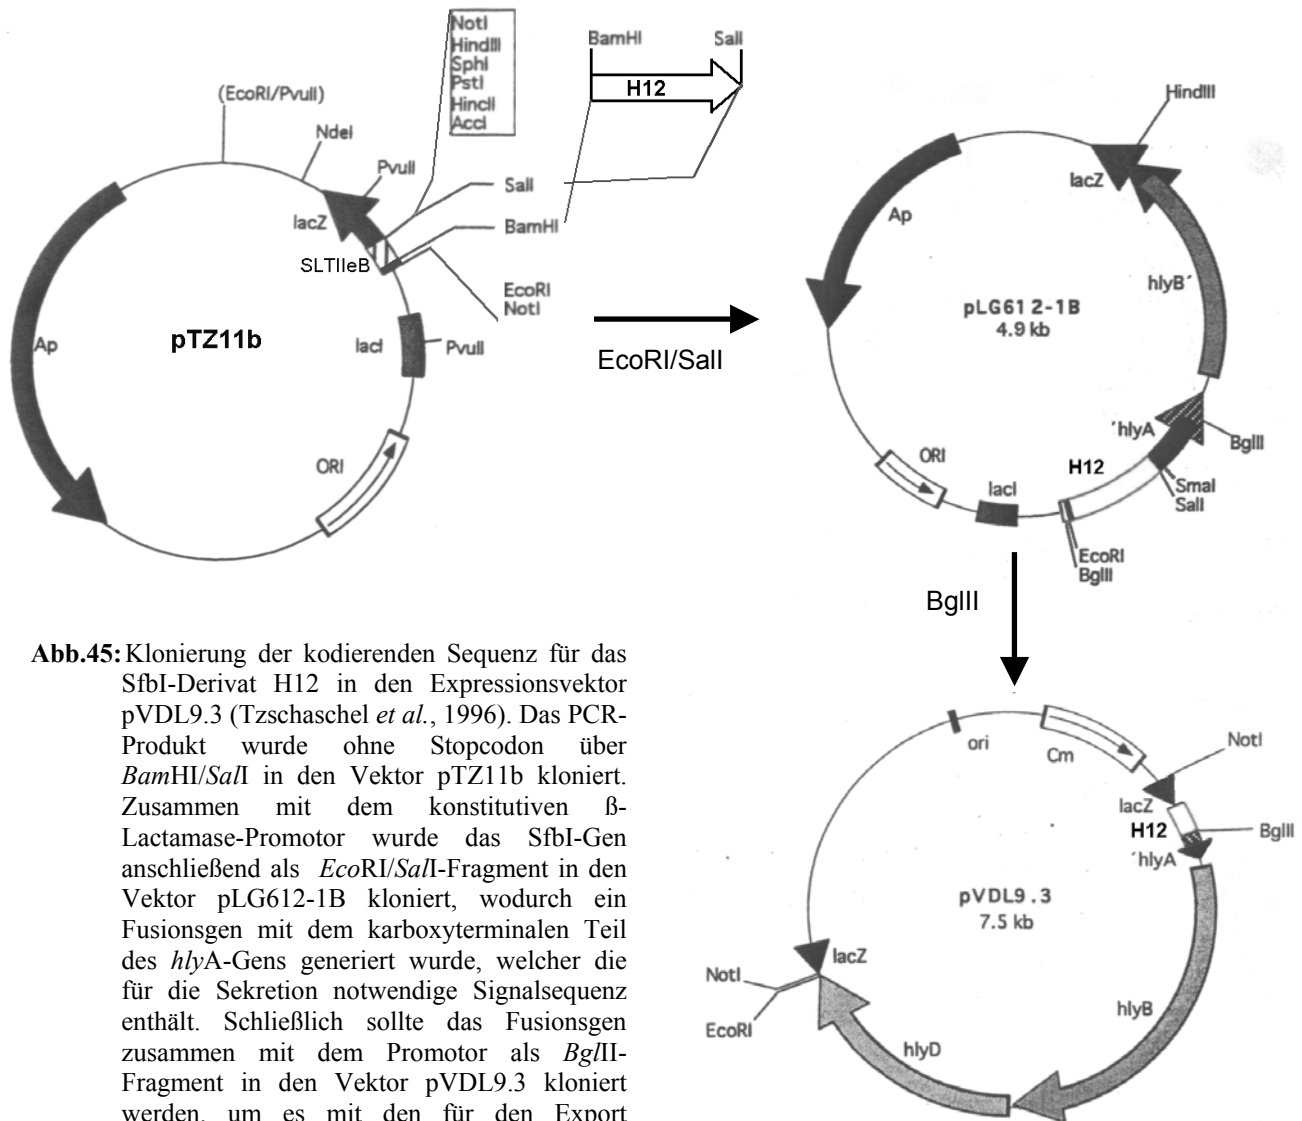 NotI
HindIII
SphI
PstI
HincII
AccI
BamHI
SalI
H12
(EcoRI/PvuII)
NdeI
PvuII
SalI
lacZ
BamHI
SLTIIeB
EcoRI
NotI
Ap
pTZ11b
lacI
PvuII
ORI
EcoRI/SalI
HindIII
lacZ
Ap
hlyB´
pLG612-1B
4.9 kb
´hlyA
BglII
ORI
H12
lacI
SmaI
SalI
EcoRI
BglII
BglII
ori
Cm
NotI
lacZ
H12
BglII
´hlyA
pVDL9.3
7.5 kb
lacZ
NotI
EcoRI
hlyB
hlyD
Abb.45: Klonierung der kodierenden Sequenz für das
SfbI-Derivat H12 in den Expressionsvektor
pVDL9.3 (Tzschaschel et al., 1996). Das PCR-
Produkt wurde ohne Stopcodon über
BamHI/SalI in den Vektor pTZ11b kloniert.
Zusammen mit dem konstitutiven ß-
Lactamase-Promotor wurde das SfbI-Gen
anschließend als EcoRI/SalI-Fragment in den
Vektor pLG612-1B kloniert, wodurch ein
Fusionsgen mit dem karboxyterminalen Teil
des hlyA-Gens generiert wurde, welcher die
für die Sekretion notwendige Signalsequenz
enthält. Schließlich sollte das Fusionsgen
zusammen mit dem Promotor als BglII-
Fragment in den Vektor pVDL9.3 kloniert
werden, um es mit den für den Export